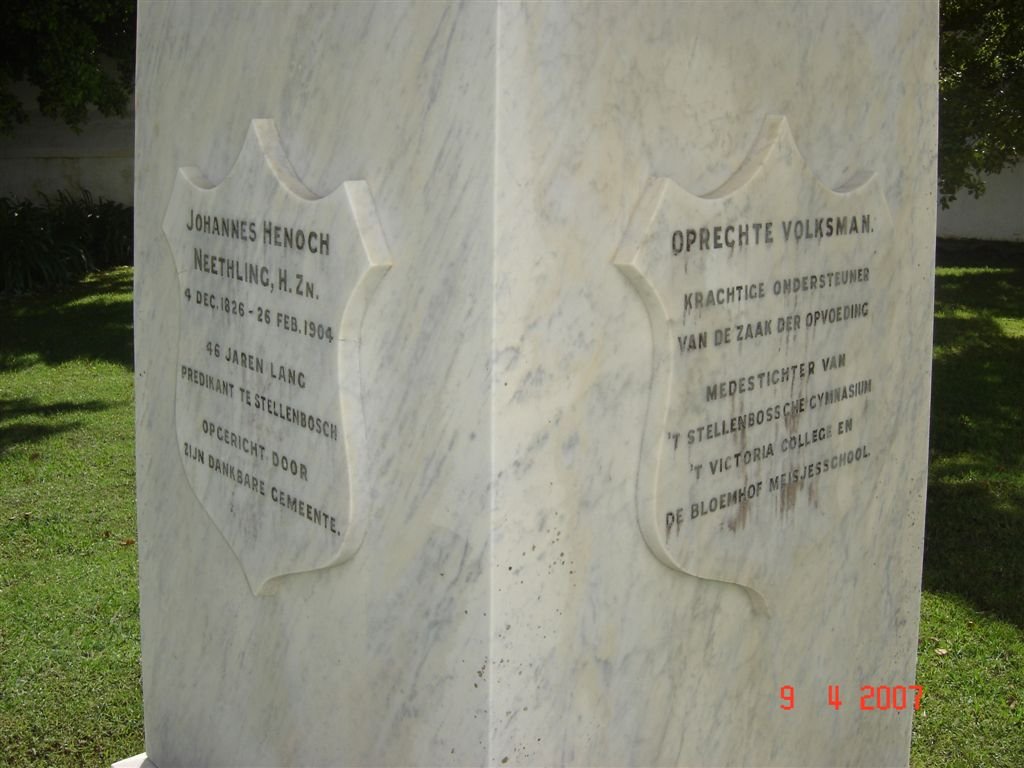 JOHANNES HENOCH
NEETHLING, H. ZN.
4 DEC. 1826 - 26 FEB. 1904
46 JAREN LANG
PREDIKANT TE STELLENBOSCH
OPGERICHT DOOR
ZIJN DANKBARE GEMEENTE.
OPRECHTE VOLKSMAN.
KRACHTICE ONDERSTEUNER
VAN DE ZAAK DER OPVOEDING
MEDESTICHTER VAN
'T STELLENBOSSCHE GYMNASIUM
'T VICTORIA COLLEGE EN
DE BLOEMHOF MEISJESSCHOOL.
9 4 2007